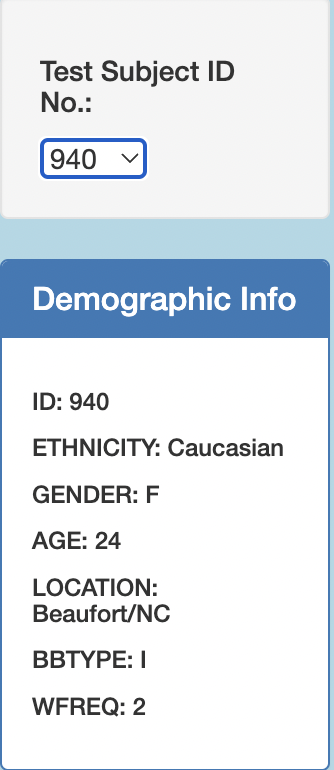 Test Subject ID
No.:
940
Demographic Info
ID: 940
ETHNICITY: Caucasian
GENDER: F
AGE: 24
LOCATION:
Beaufort/NC
BBTYPE: I
WFREQ: 2